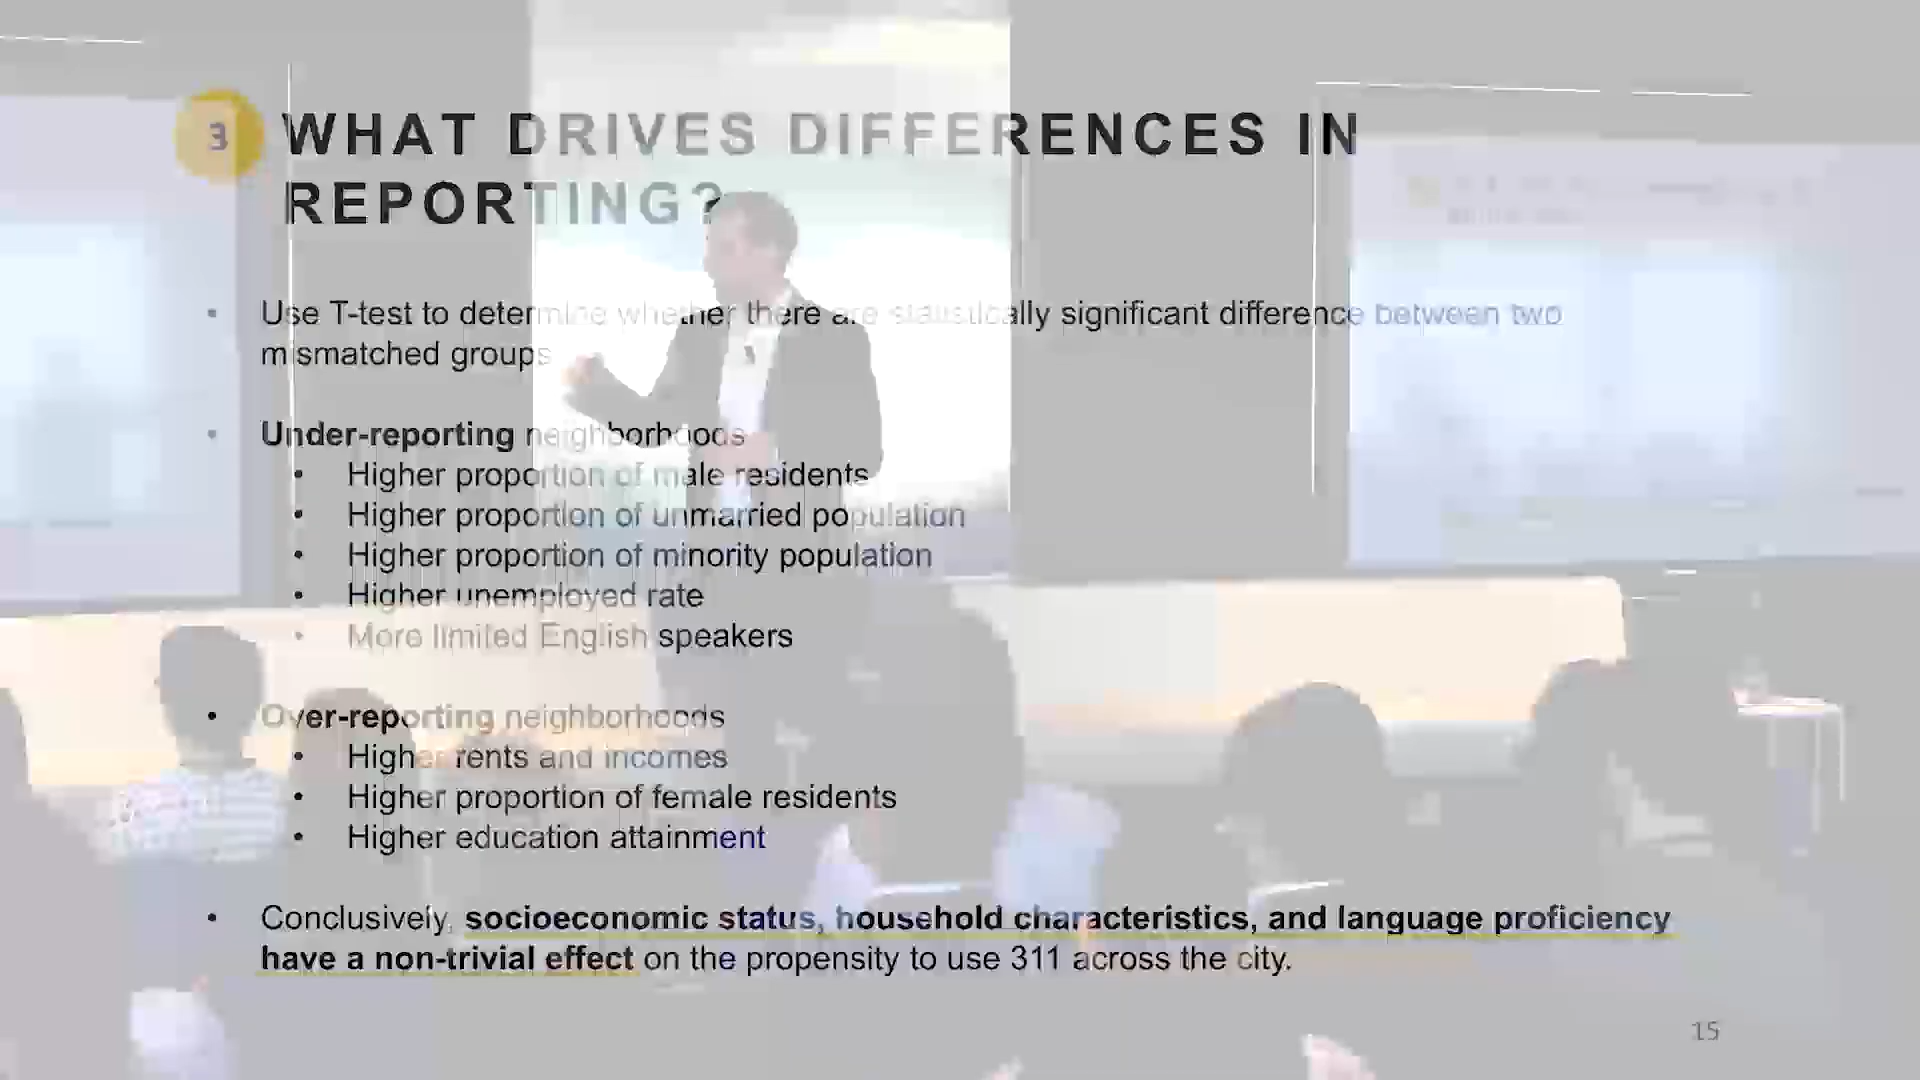 3
WHAT DRIVES DIFFERENCES IN
REPORTING?
• Use T-test to determine whether there are statistically significant difference between two
mismatched groups
• Under-reporting neighborhoods
• Higher proportion of male residents
• Higher proportion of unmarried population
• Higher proportion of minority population
• Higher unemployed rate
• More limited English speakers
• Over-reporting neighborhoods
• Higher rents and incomes
• Higher proportion of female residents
• Higher education attainment
• Conclusively, socioeconomic status, household characteristics, and language proficiency
have a non-trivial effect on the propensity to use 311 across the city.
15